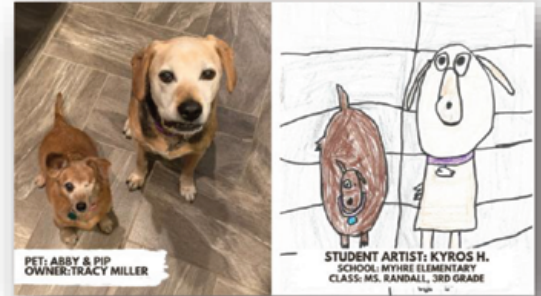 PET: ABBY & PIP
OWNER:TRACY MILLER
STUDENT ARTIST: KYROS H.
SCHOOL: MYHRE ELEMENTARY
CLASS: MS. RANDALL, 3RD GRADE